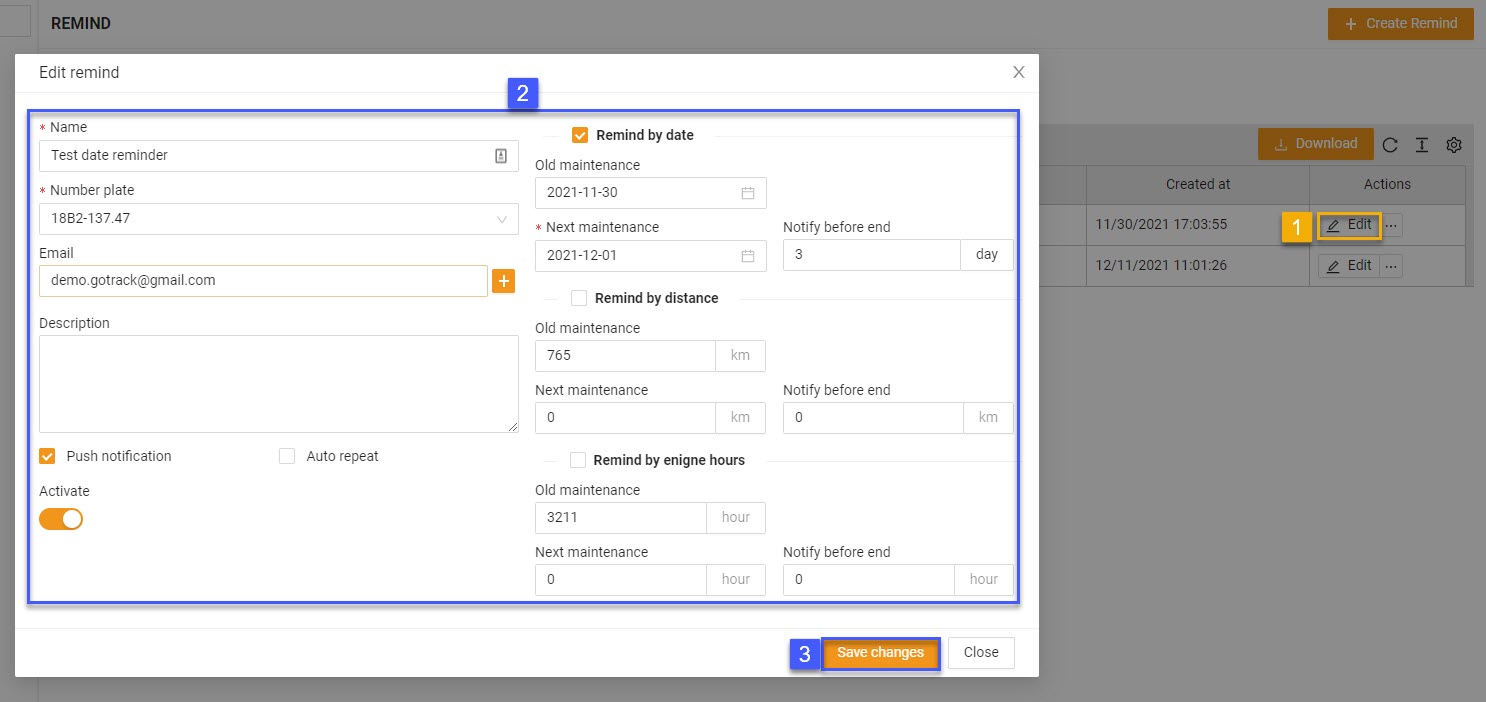 REMIND
+ Create Remind
Edit remind
2
* Name
Test date reminder
* Number plate
18B2-137.47
Email
demo.gotrack@gmail.com
+
Description
Push notification
Auto repeat
Activate
Remind by date
Old maintenance
2021-11-30
* Next maintenance
Notify before end
2021-12-01
3 day
Remind by distance
Old maintenance
765 km
Next maintenance
Notify before end
0 km
0 km
Remind by enigne hours
Old maintenance
3211 hour
Next maintenance
Notify before end
0 hour
0 hour
3
Save changes
Close
Download
Created at
Actions
11/30/2021 17:03:55
1
Edit ...
12/11/2021 11:01:26
Edit ...